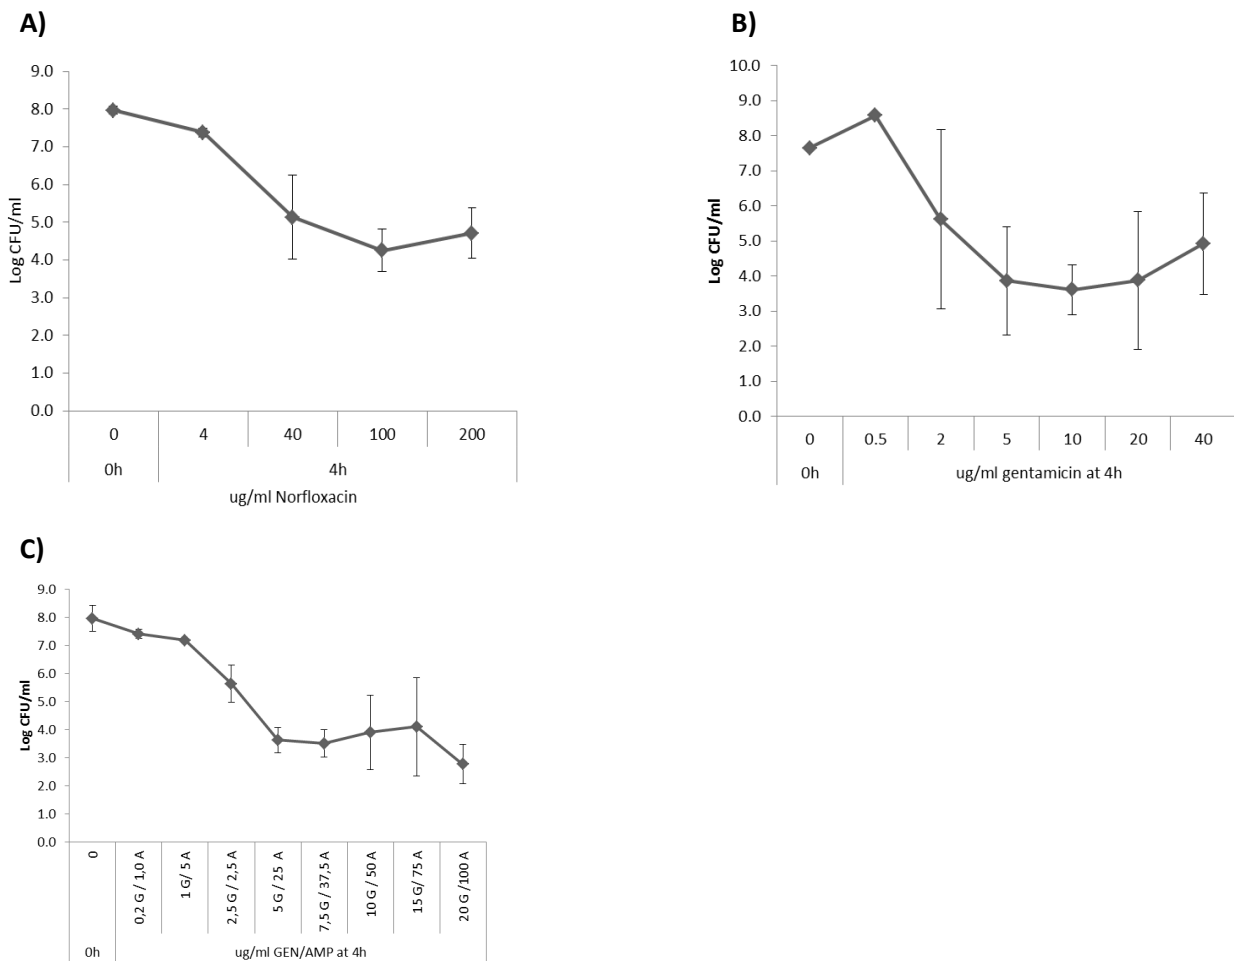 A)
9.0
8.0
7.0
6.0
5.0
4.0
3.0
2.0
1.0
0.0
Log CFU/ml
0 4 40 100 200
0h 4h
ug/ml Norfloxacin
B)
10.0
9.0
8.0
7.0
6.0
5.0
4.0
3.0
2.0
1.0
0.0
Log CFU/ml
0 0.5 2 5 10 20 40
0h ug/ml gentamicin at 4h
C)
9.0
8.0
7.0
6.0
5.0
4.0
3.0
2.0
1.0
0.0
Log CFU/ml
0
0,2 G / 1,0 A
1 G/ 5 A
2,5 G / 2,5 A
5 G / 25 A
7,5 G / 37,5 A
10 G / 50 A
15 G/ 75 A
20 G /100 A
0h ug/ml GEN/AMP at 4h